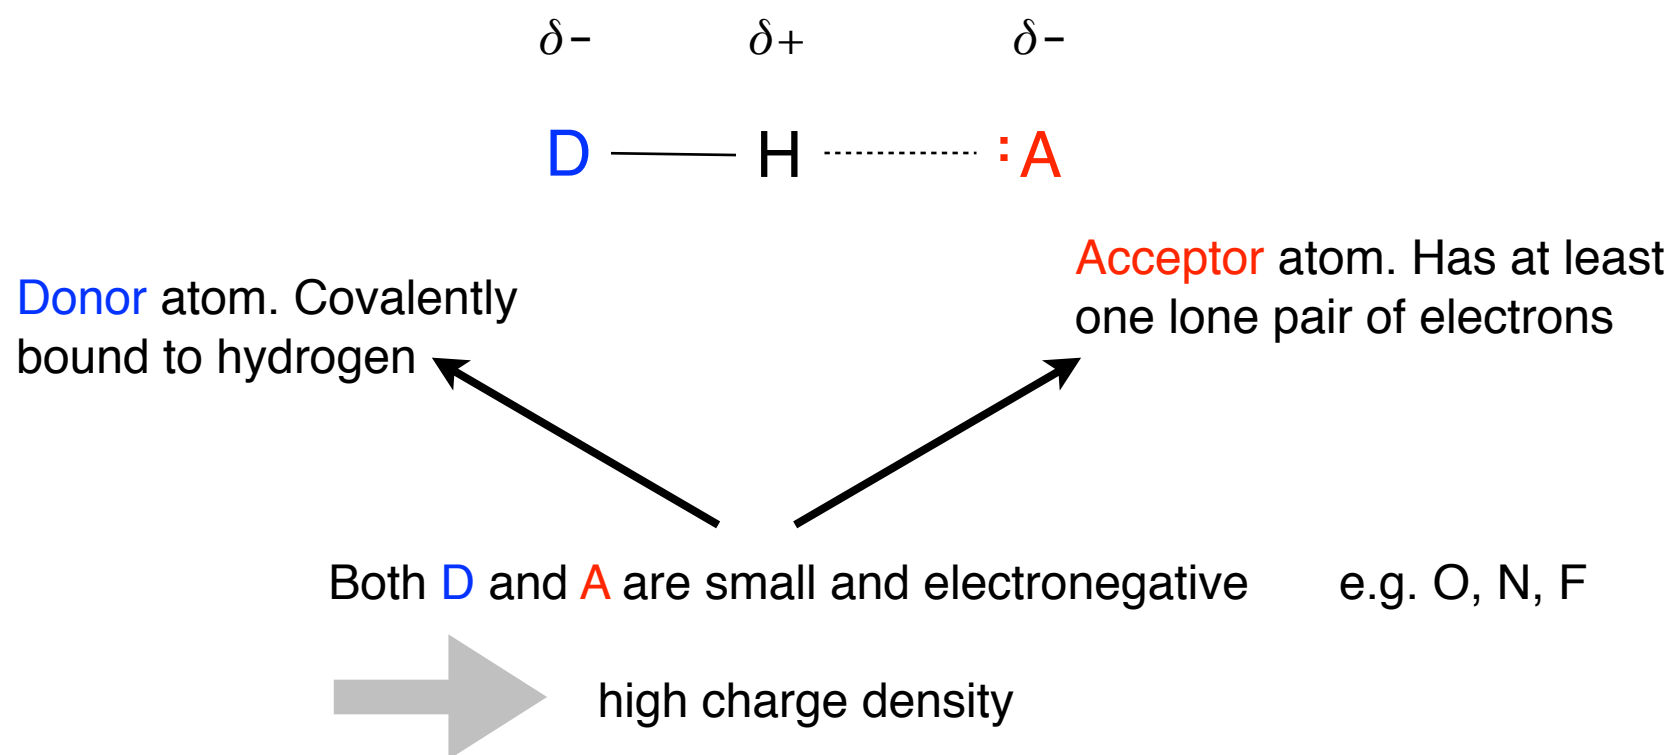 δ− δ+ δ−
D H :A
Acceptor atom. Has at least
one lone pair of electrons
Donor atom. Covalently
bound to hydrogen
Both D and A are small and electronegative e.g. O, N, F
high charge density